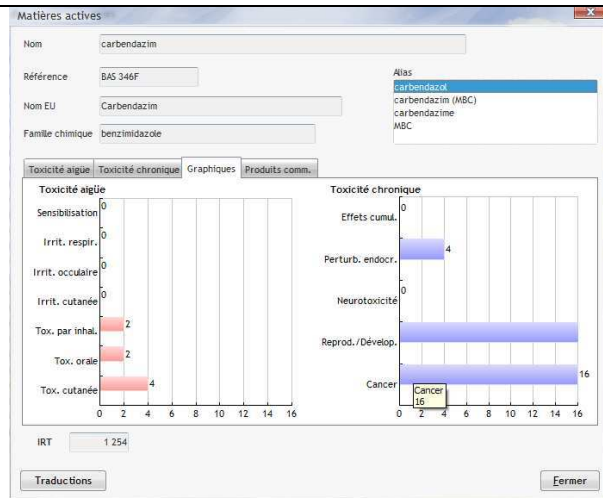 Matières actives
Nom carbendazim
Référence BAS 346F
Alias
carbendazol
carbendazim (MBC)
carbendazime
MBC
Nom EU Carbendazim
Famille chimique benzimidazole
Toxicité aigüe Toxicité chronique Graphiques Produits comm.
Toxicité aigüe
Sensibilisation 0
Irrit. respir. 0
Irrit. occulaire 0
Irrit. cutanée 0
Tox. par inhal. 2
Tox. orale 2
Tox. cutanée 4
0 2 4 6 8 10 12 14 16
Toxicité chronique
Effets cumul. 0
Perturb. endocr. 4
Neurotoxicité 0
Reprod./Dévelop.
Cancer 16
Cancer
16
0 2 4 6 8 10 12 14 16
IRT 1 254
Traductions Fermer